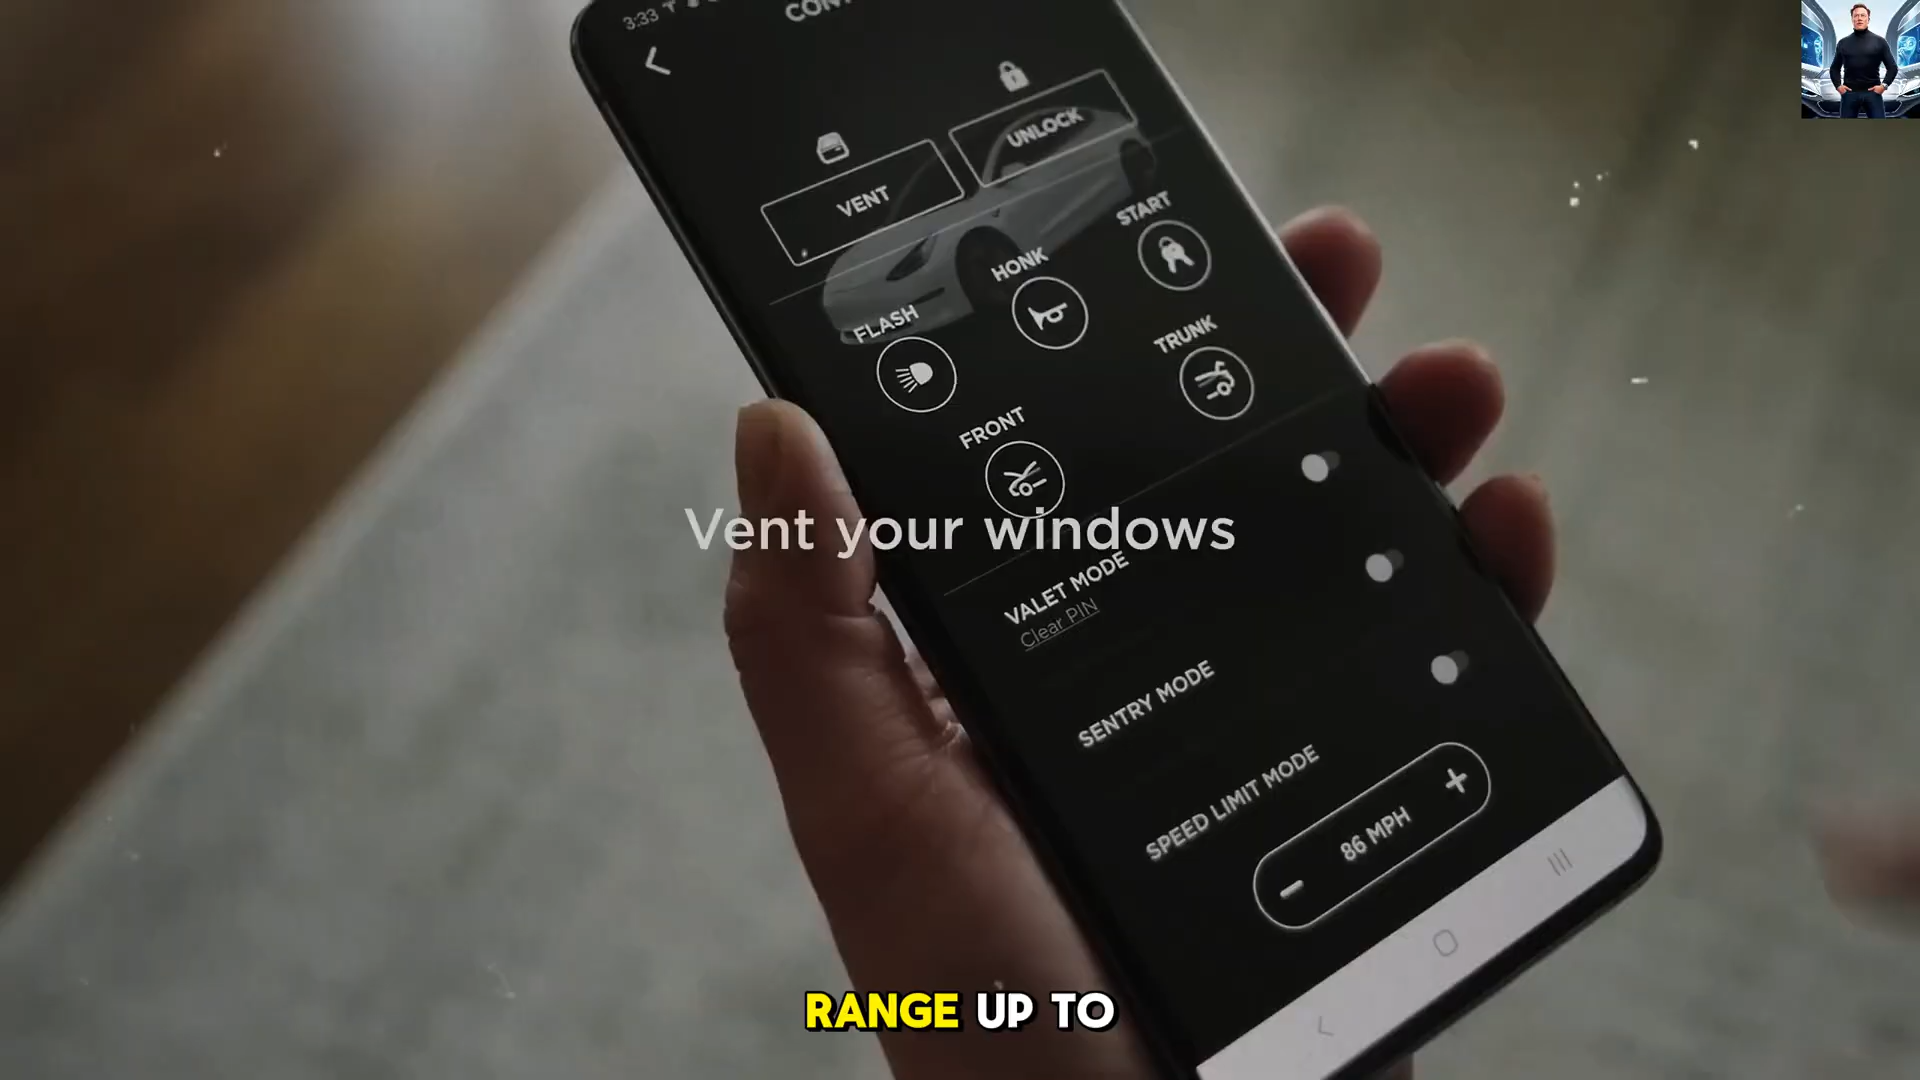 3:33
VENT
UNLOCK
FLASH
HONK
START
FRONT
TRUNK
Vent your windows
VALET MODE
Clear PIN
SENTRY MODE
SPEED LIMIT MODE
86 MPH
RANGE UP TO